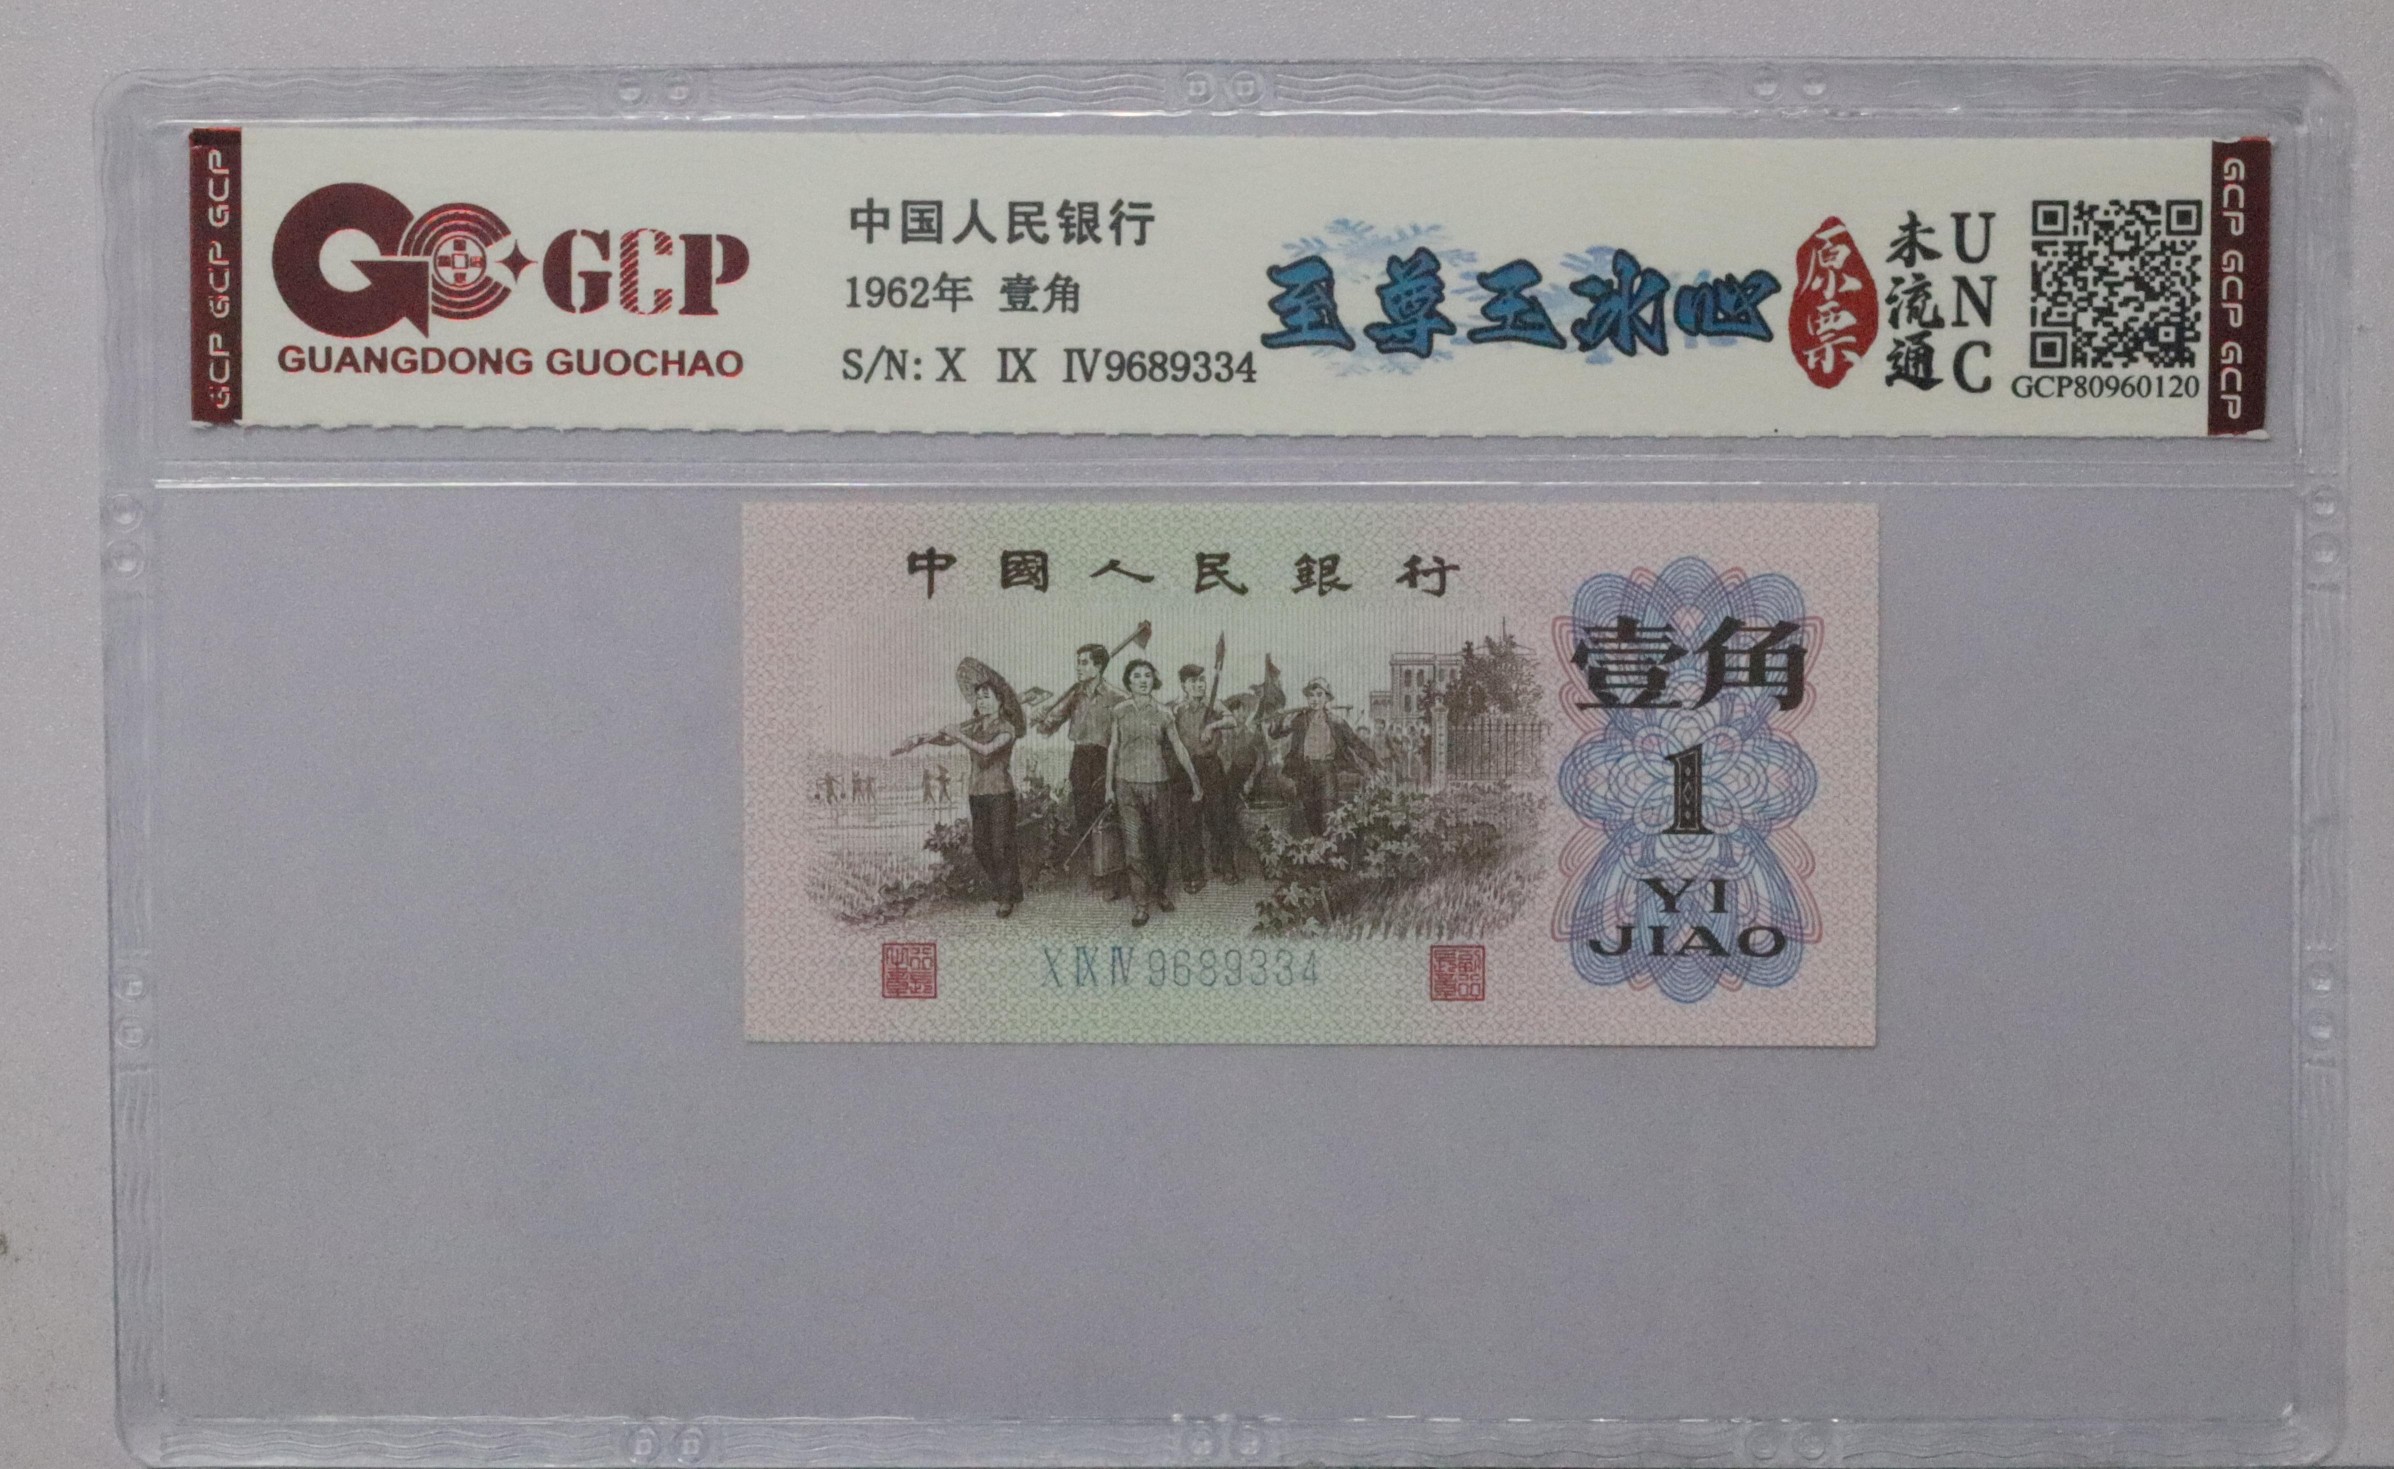 GCP GCP GCP
GCP
GUANGDONG GUOCHAO
中国人民银行
1962年 壹角
S/N: X IX IV9689334
至尊玉冰心
原票
未流通
UNC
GCP80960120
GCP GCP GCP
中國人民銀行
壹角
1
YI
JIAO
X IX IV 9689334